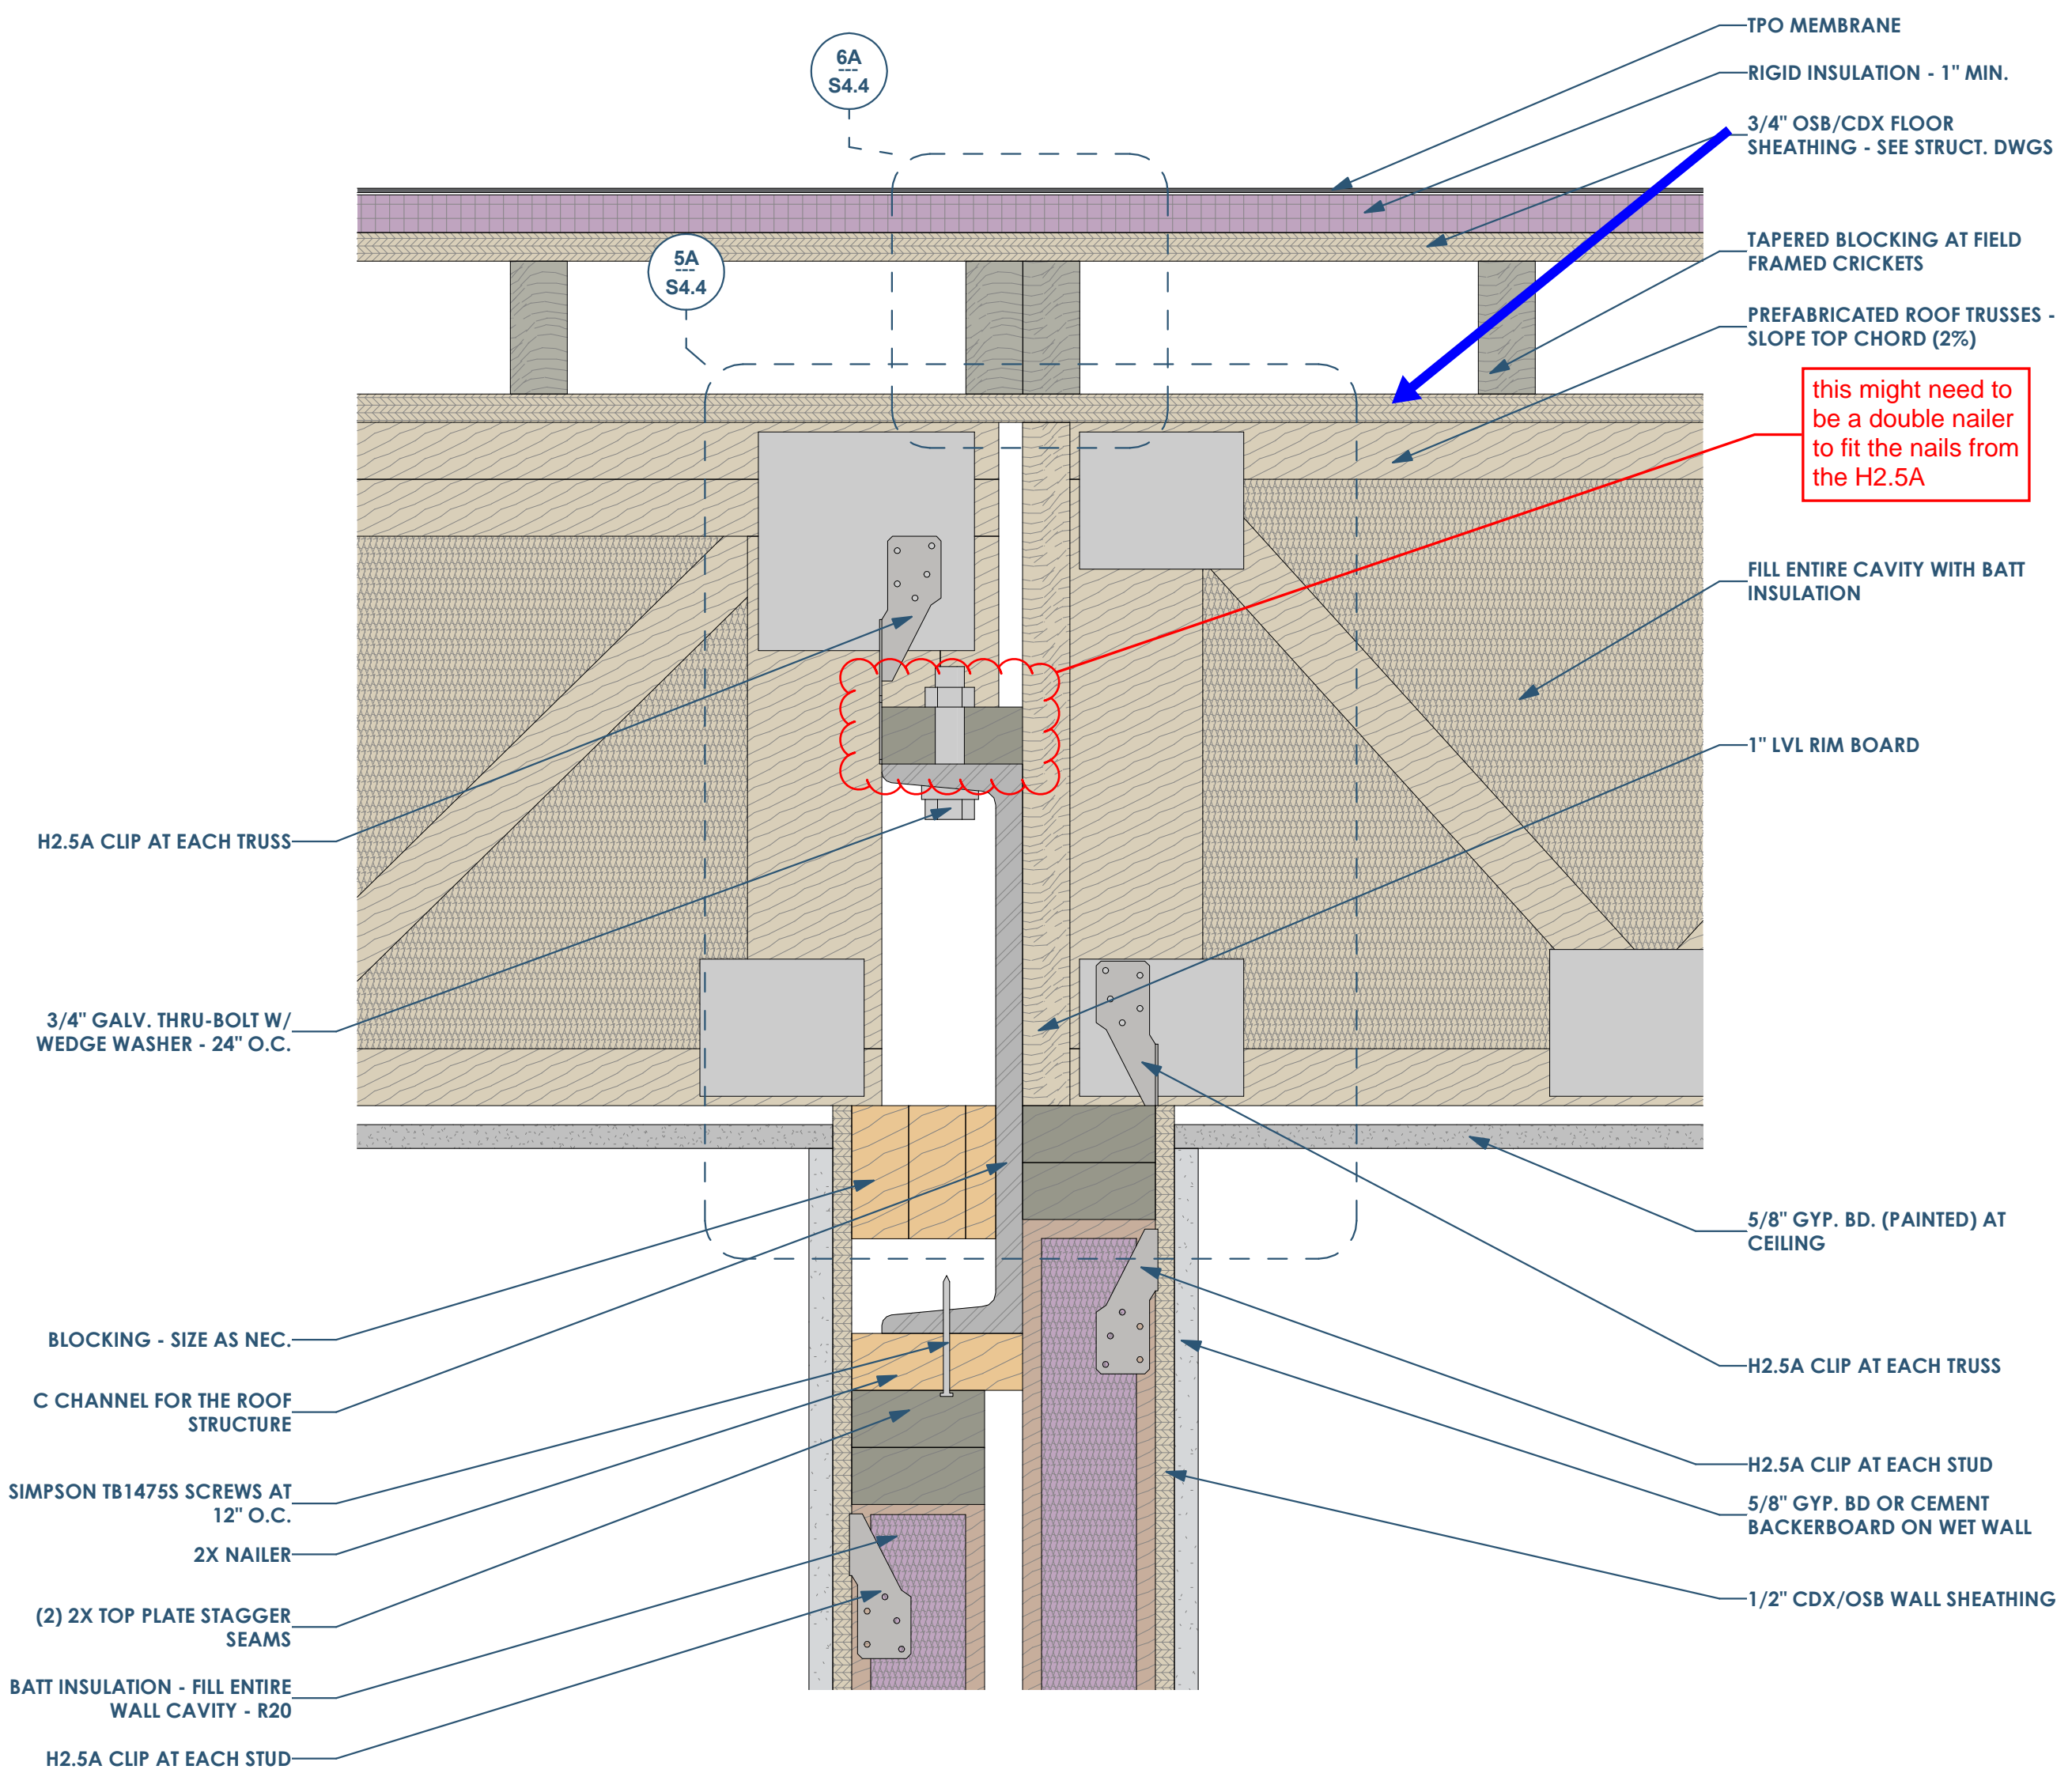 6A
---
S4.4
5A
---
S4.4
TPO MEMBRANE
RIGID INSULATION - 1" MIN.
3/4" OSB/CDX FLOOR
SHEATHING - SEE STRUCT. DWGS
TAPERED BLOCKING AT FIELD
FRAMED CRICKETS
PREFABRICATED ROOF TRUSSES -
SLOPE TOP CHORD (2%)
this might need to
be a double nailer
to fit the nails from
the H2.5A
FILL ENTIRE CAVITY WITH BATT
INSULATION
1" LVL RIM BOARD
5/8" GYP. BD. (PAINTED) AT
CEILING
H2.5A CLIP AT EACH TRUSS
H2.5A CLIP AT EACH STUD
5/8" GYP. BD OR CEMENT
BACKERBOARD ON WET WALL
1/2" CDX/OSB WALL SHEATHING
H2.5A CLIP AT EACH TRUSS
3/4" GALV. THRU-BOLT W/
WEDGE WASHER - 24" O.C.
BLOCKING - SIZE AS NEC.
C CHANNEL FOR THE ROOF
STRUCTURE
SIMPSON TB1475S SCREWS AT
12" O.C.
2X NAILER
(2) 2X TOP PLATE STAGGER
SEAMS
BATT INSULATION - FILL ENTIRE
WALL CAVITY - R20
H2.5A CLIP AT EACH STUD